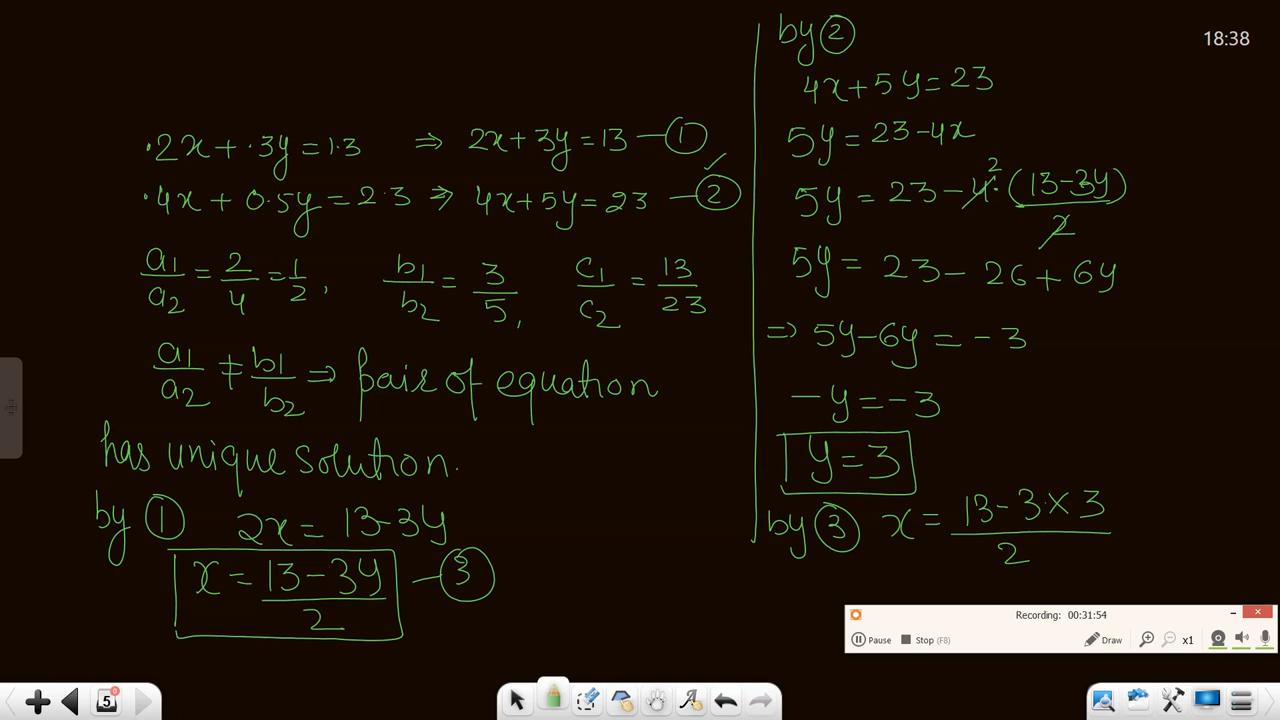 .2x + .3y = 1.3 ⇒ 2x + 3y = 13 — ①
.4x + 0.5y = 2.3 ⇒ 4x + 5y = 23 — ②
a1/a2 = 2/4 = 1/2, b1/b2 = 3/5, c1/c2 = 13/23
a1/a2 ≠ b1/b2 ⇒ pair of equation
has unique solution.
by ① 2x = 13 - 3y
x = (13 - 3y)/2 — ③
by ②
4x + 5y = 23
5y = 23 - 4x
5y = 23 - 4² · (13 - 3y)/2
5y = 23 - 26 + 6y
⇒ 5y - 6y = -3
-y = -3
y = 3
by ③ x = (13 - 3 × 3)/2
18:38
Recording: 00:31:54
Pause Stop (F8) Draw x1
5 0